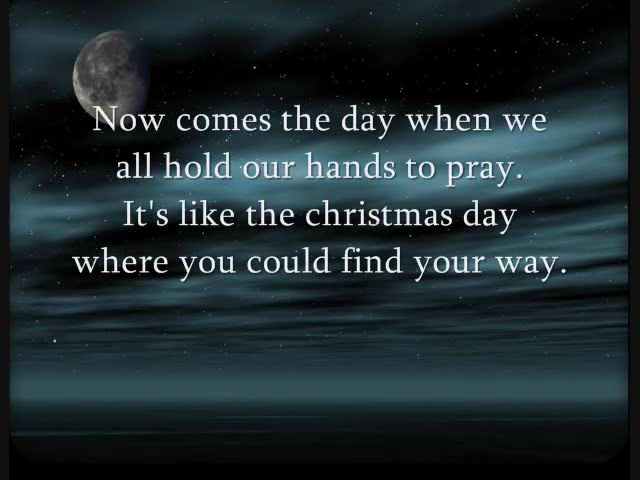 Now comes the day when we
all hold our hands to pray.
It's like the christmas day
where you could find your way.